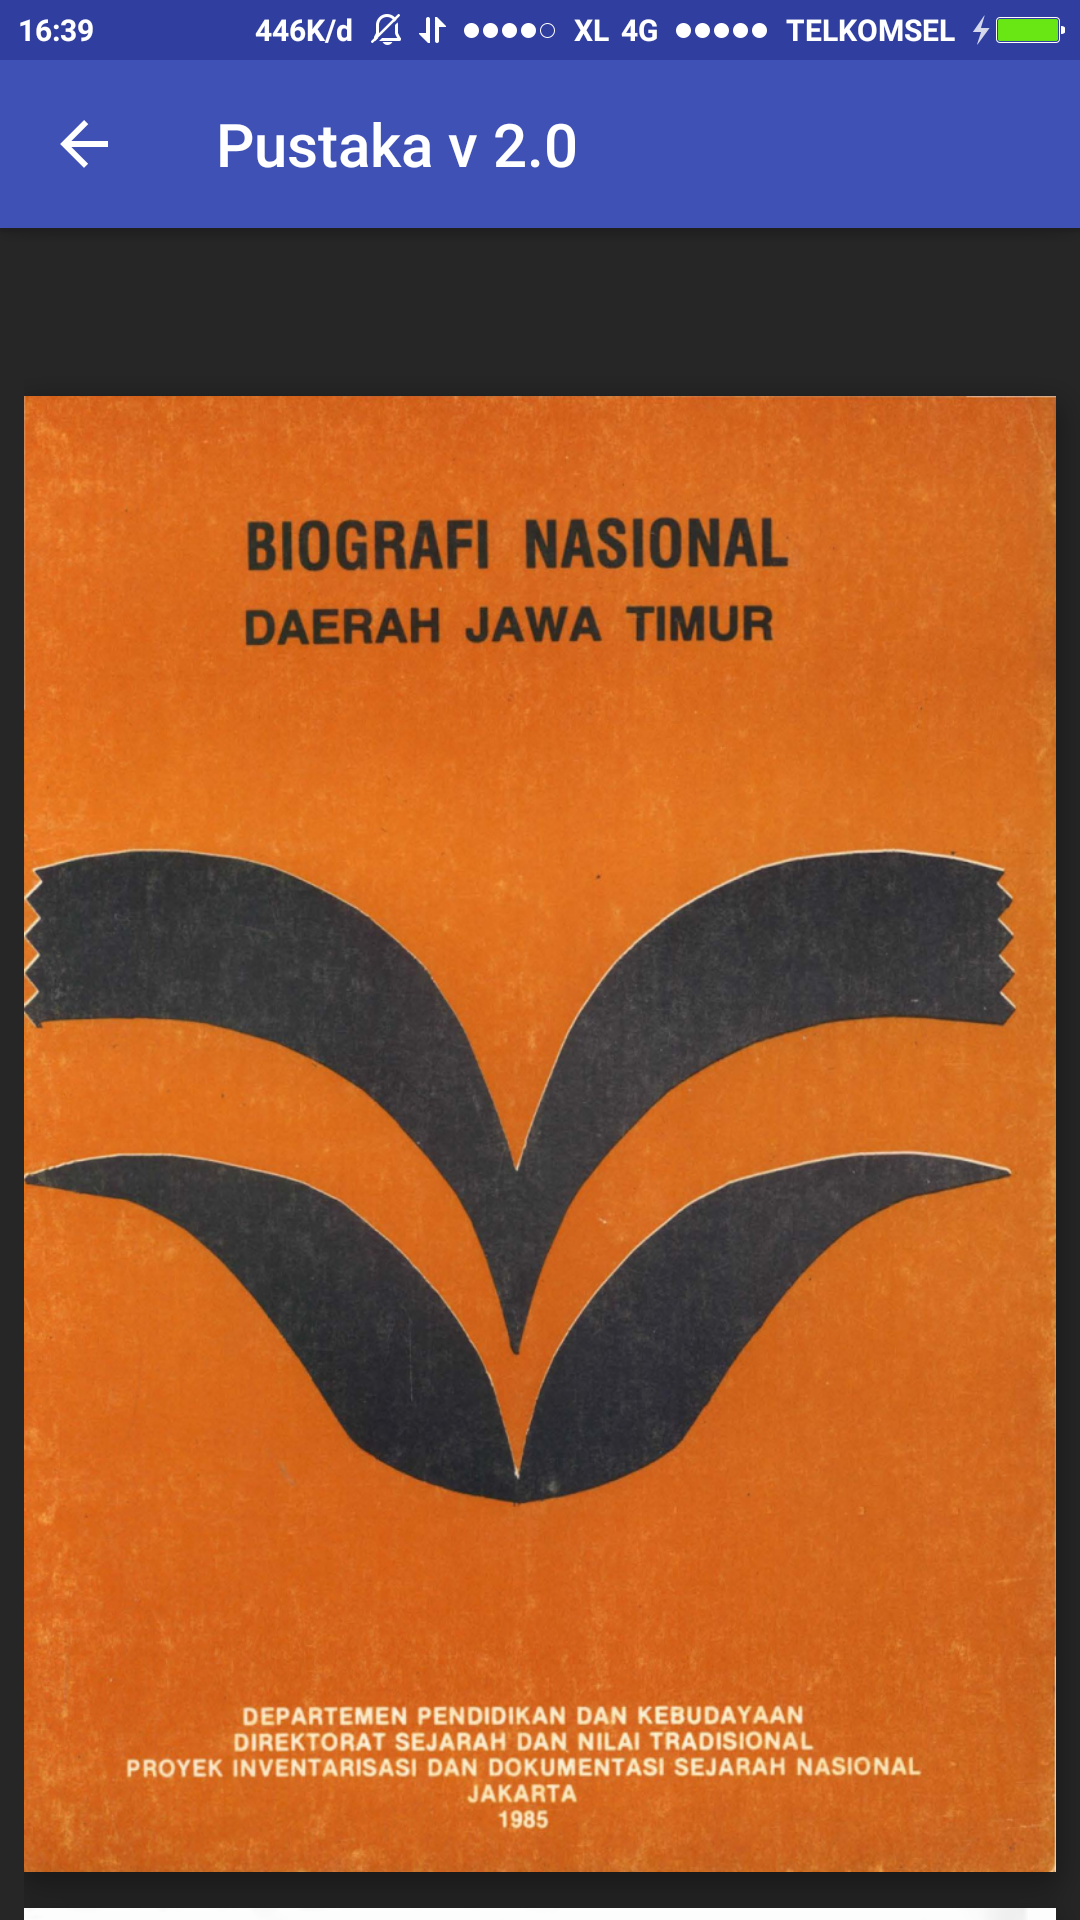 16:39 446K/d XL 4G TELKOMSEL
Pustaka v 2.0
BIOGRAFI NASIONAL
DAERAH JAWA TIMUR
DEPARTEMEN PENDIDIKAN DAN KEBUDAYAAN
DIREKTORAT SEJARAH DAN NILAI TRADISIONAL
PROYEK INVENTARISASI DAN DOKUMENTASI SEJARAH NASIONAL
JAKARTA
1985